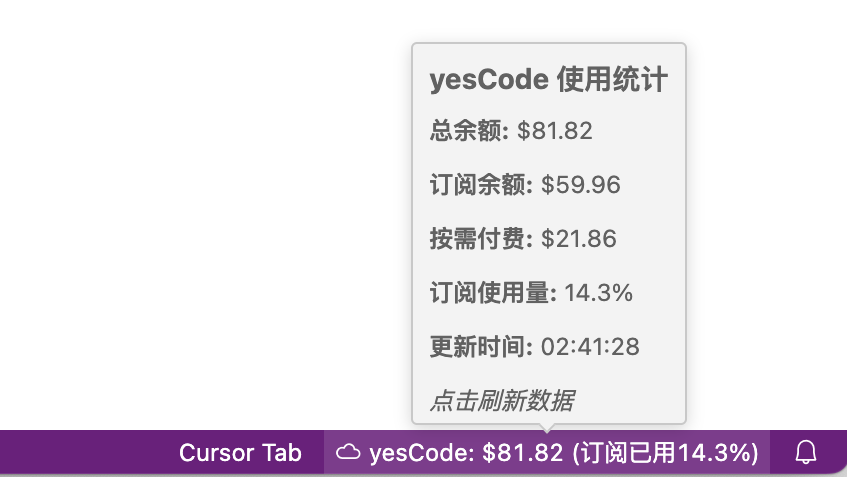 yesCode 使用统计
总余额: $81.82
订阅余额: $59.96
按需付费: $21.86
订阅使用量: 14.3%
更新时间: 02:41:28
点击刷新数据
Cursor Tab yesCode: $81.82 (订阅已用14.3%)